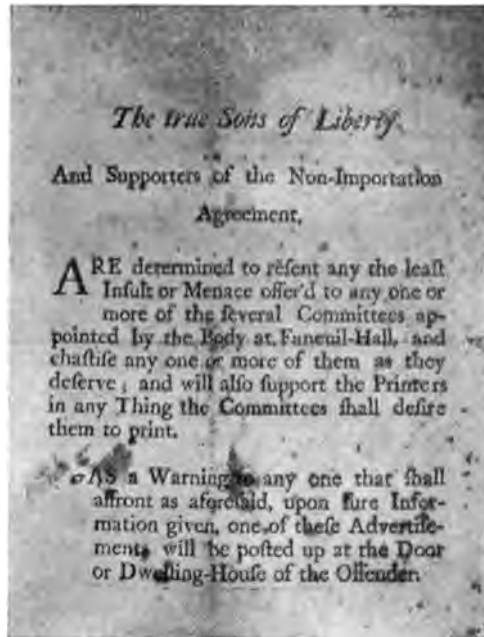 The true Sons of Liberty
And Supporters of the Non-Importation
Agreement,
ARE determined to reſent any the leaſt
Inſult or Menace offer'd to any one or
more of the ſeveral Committees ap-
pointed by the Body at Faneuil-Hall, and
chaſtiſe any one or more of them as they
deſerve; and will alſo ſupport the Printers
in any Thing the Committees ſhall deſire
them to print.
☞AS a Warning to any one that ſhall
affront as aforeſaid, upon ſure Infor-
mation given, one of theſe Advertiſe-
ments will be poſted up at the Door
or Dwelling-Houſe of the Offender.